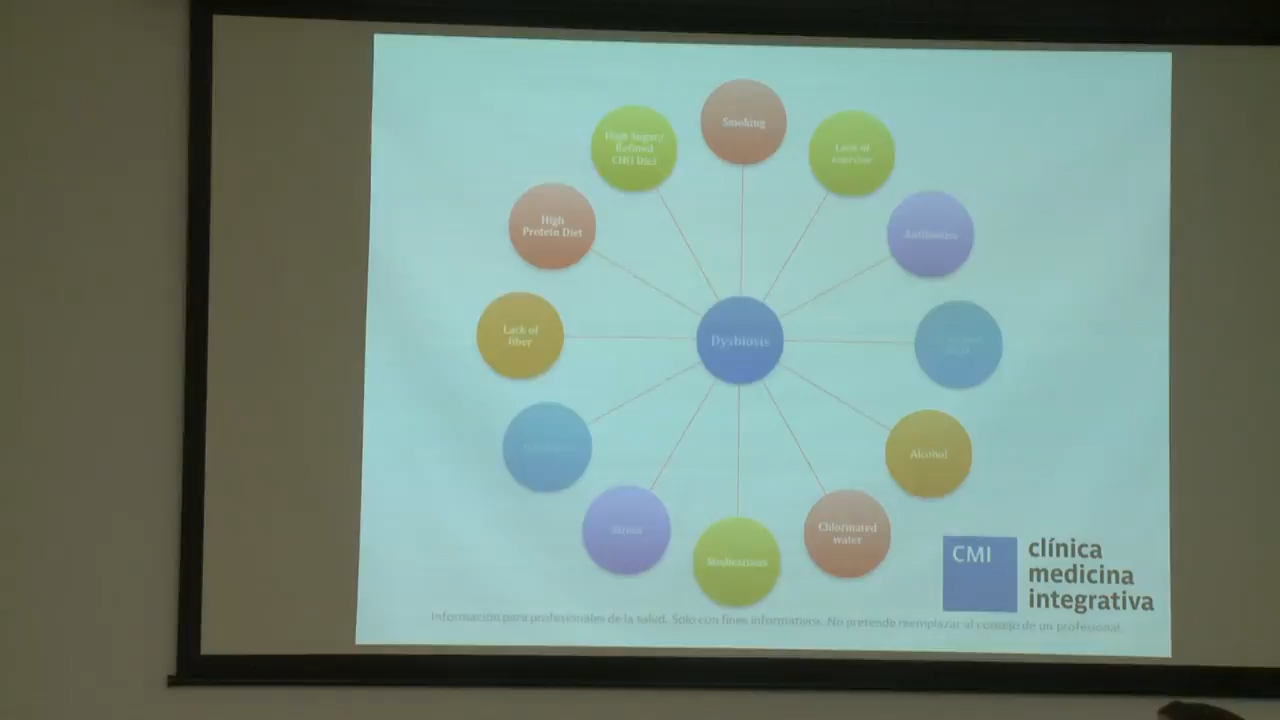 Smoking
High Sugar/
Refined
CHO Diet
Lack of
exercise
High
Protein Diet
Antibiotics
Lack of
fiber
Dysbiosis
Alcohol
Stress
Chlorinated
water
Medications
CMI
clínica
medicina
integrativa
Información para profesionales de la salud. Solo con fines informativos. No pretende reemplazar al consejo de un profesional.